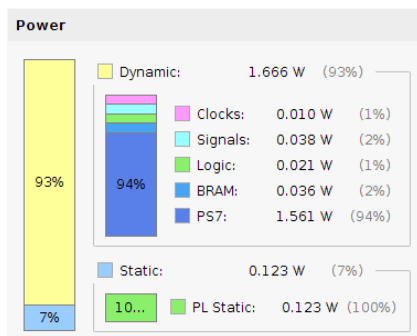 Power
Dynamic: 1.666 W (93%)
Clocks: 0.010 W (1%)
Signals: 0.038 W (2%)
Logic: 0.021 W (1%)
BRAM: 0.036 W (2%)
PS7: 1.561 W (94%)
93%
94%
Static: 0.123 W (7%)
PL Static: 0.123 W (100%)
10...
7%